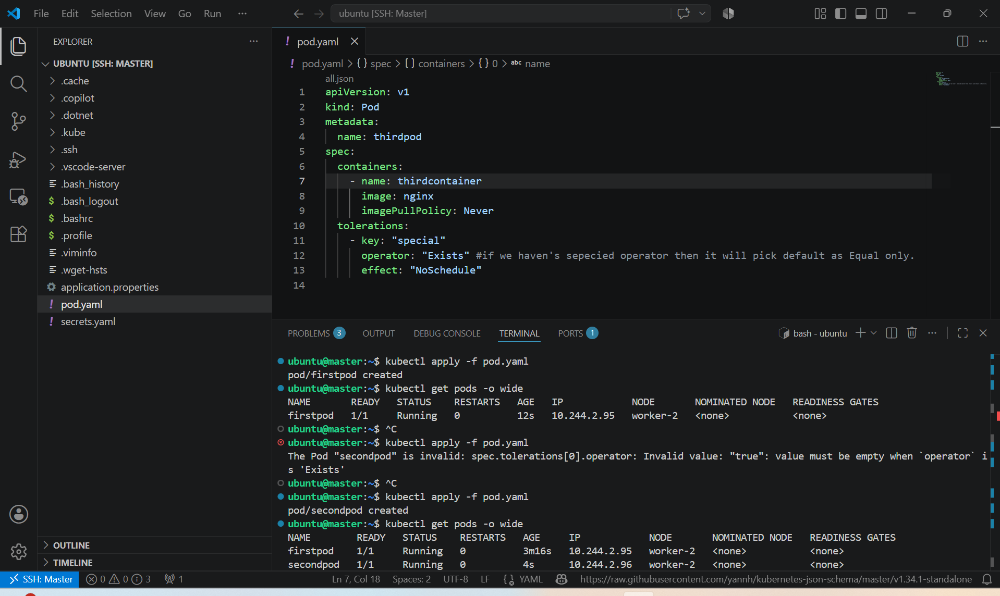 File Edit Selection View Go Run ···
ubuntu [SSH: Master]
EXPLORER
UBUNTU [SSH: MASTER]
.cache
.copilot
.dotnet
.kube
.ssh
.vscode-server
.bash_history
$ .bash_logout
$ .bashrc
$ .profile
.viminfo
.wget-hsts
application.properties
! pod.yaml
! secrets.yaml
OUTLINE
TIMELINE
! pod.yaml
! pod.yaml > { } spec > [ ] containers > { } 0 > abc name
all.json
1 apiVersion: v1
2 kind: Pod
3 metadata:
4 name: thirdpod
5 spec:
6 containers:
7 - name: thirdcontainer
8 image: nginx
9 imagePullPolicy: Never
10 tolerations:
11 - key: "special"
12 operator: "Exists" #if we haven's sepecied operator then it will pick default as Equal only.
13 effect: "NoSchedule"
14
PROBLEMS 3 OUTPUT DEBUG CONSOLE TERMINAL PORTS 1
bash - ubuntu
ubuntu@master:~$ kubectl apply -f pod.yaml
pod/firstpod created
ubuntu@master:~$ kubectl get pods -o wide
NAME READY STATUS RESTARTS AGE IP NODE NOMINATED NODE READINESS GATES
firstpod 1/1 Running 0 12s 10.244.2.95 worker-2 <none> <none>
ubuntu@master:~$ ^C
ubuntu@master:~$ kubectl apply -f pod.yaml
The Pod "secondpod" is invalid: spec.tolerations[0].operator: Invalid value: "true": value must be empty when `operator` i
s 'Exists'
ubuntu@master:~$ ^C
ubuntu@master:~$ kubectl apply -f pod.yaml
pod/secondpod created
ubuntu@master:~$ kubectl get pods -o wide
NAME READY STATUS RESTARTS AGE IP NODE NOMINATED NODE READINESS GATES
firstpod 1/1 Running 0 3m16s 10.244.2.95 worker-2 <none> <none>
secondpod 1/1 Running 0 4s 10.244.2.96 worker-2 <none> <none>
SSH: Master 0 0 3 1 Ln 7, Col 18 Spaces: 2 UTF-8 LF YAML https://raw.githubusercontent.com/yannh/kubernetes-json-schema/master/v1.34.1-standalone